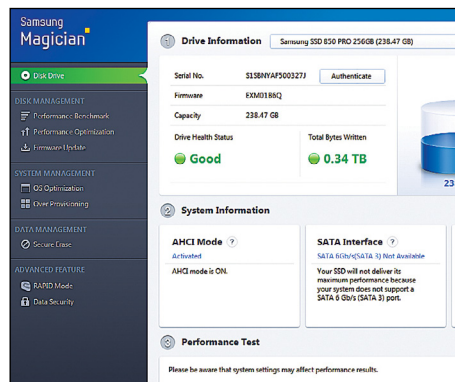 Samsung
Magician
1 Drive Information
Samsung SSD 850 PRO 256GB (238.47 GB)
Disk Drive
Serial No.
Authenticate
Firmware
EXM0186Q
DISK MANAGEMENT
Capacity
238.47 GB
Performance Benchmark
Performance Optimization
Drive Health Status
Total Bytes Written
Firmware Update
Good
0.34 TB
SYSTEM MANAGEMENT
23
OS Optimization
Over Provisioning
2 System Information
DATA MANAGEMENT
Secure Erase
AHCI Mode ?
SATA Interface ?
Activated
SATA 6Gb/s(SATA 3) Not Available
ADVANCED FEATURE
AHCI mode is ON.
Your SSD will not deliver its
maximum performance because
your system does not support a
SATA 6 Gb/s (SATA 3) port.
RAPID Mode
Data Security
3 Performance Test
Please be aware that system settings may affect performance results.